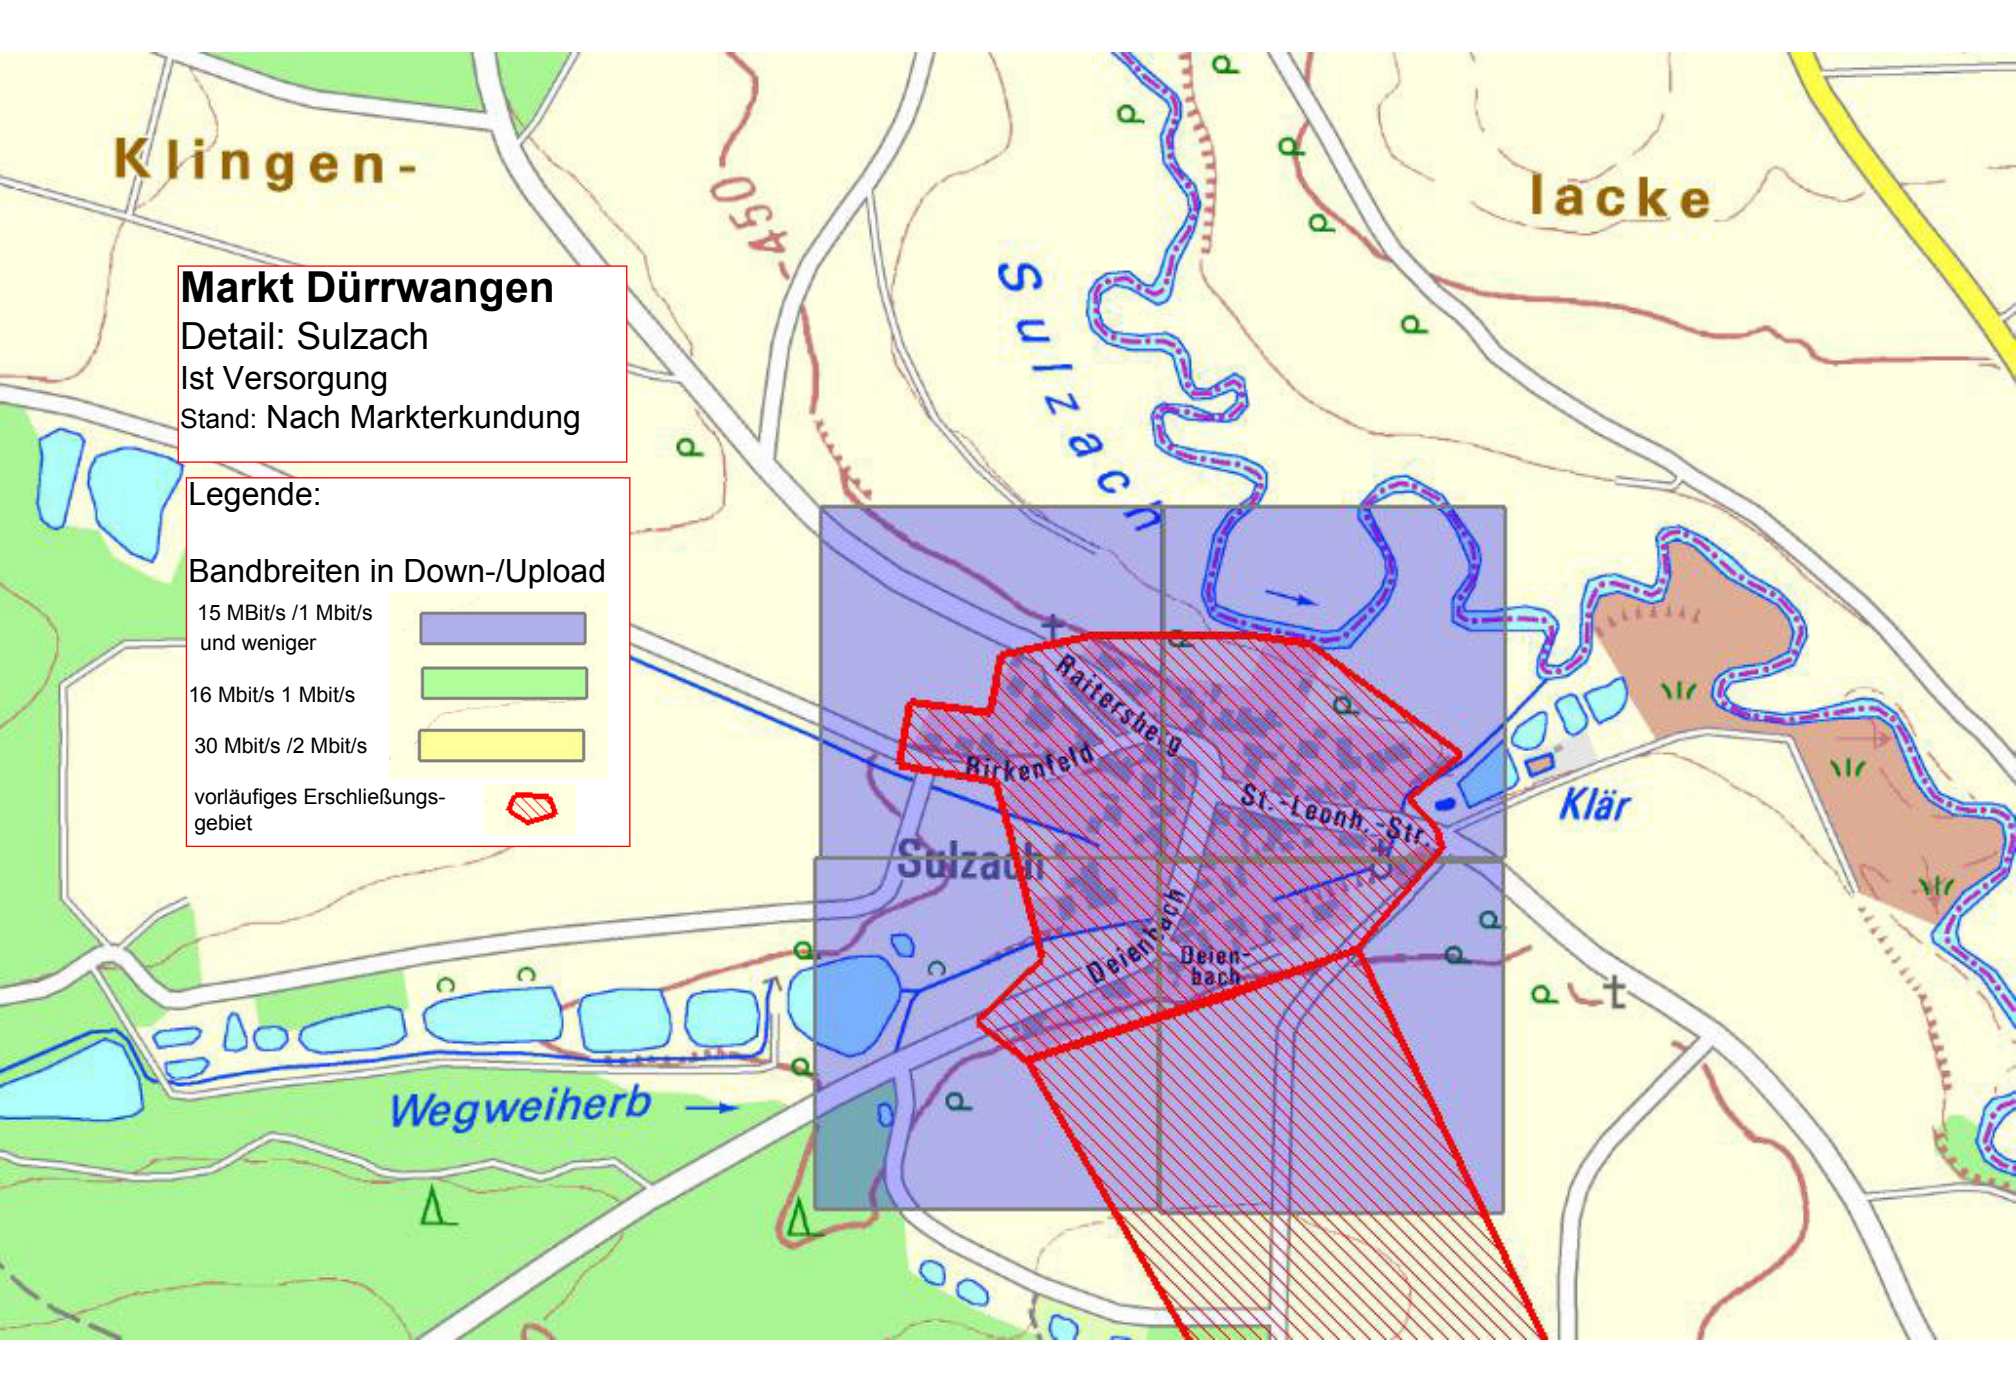 Klingen-
lacke
450
Sulzach
Markt Dürrwangen
Detail: Sulzach
Ist Versorgung
Stand: Nach Markterkundung
Legende:
Bandbreiten in Down-/Upload
15 MBit/s /1 Mbit/s
und weniger
16 Mbit/s 1 Mbit/s
30 Mbit/s /2 Mbit/s
vorläufiges Erschließungs-
gebiet
Raitersberg
Birkenfeld
St.-Leonh.-Str.
Klär
Sulzach
Deienbach
Deien-
bach
Wegweiherb